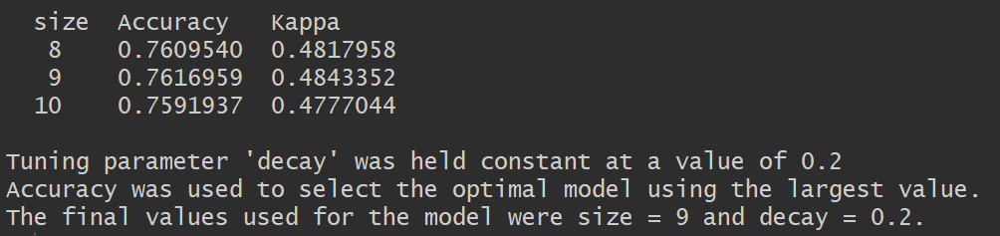 size  Accuracy   Kappa
 8    0.7609540  0.4817958
 9    0.7616959  0.4843352
10    0.7591937  0.4777044

Tuning parameter 'decay' was held constant at a value of 0.2
Accuracy was used to select the optimal model using the largest value.
The final values used for the model were size = 9 and decay = 0.2.